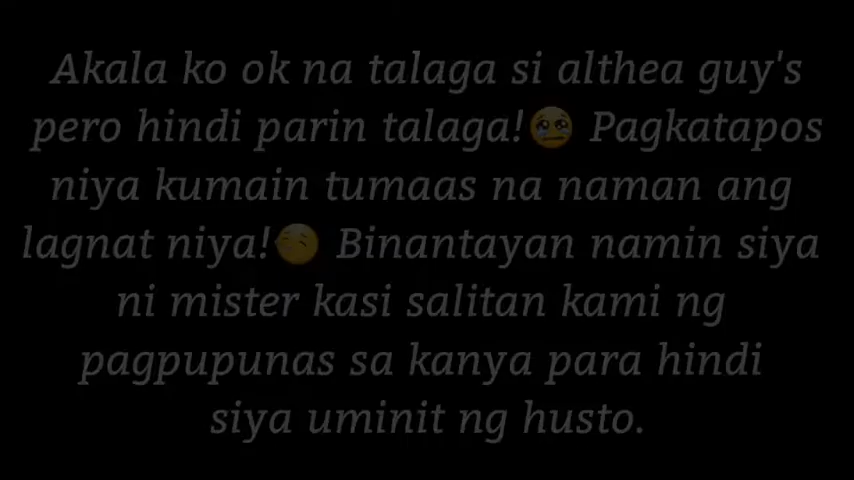 Akala ko ok na talaga si althea guy's
pero hindi parin talaga!😢 Pagkatapos
niya kumain tumaas na naman ang
lagnat niya!😔 Binantayan namin siya
ni mister kasi salitan kami ng
pagpupunas sa kanya para hindi
siya uminit ng husto.